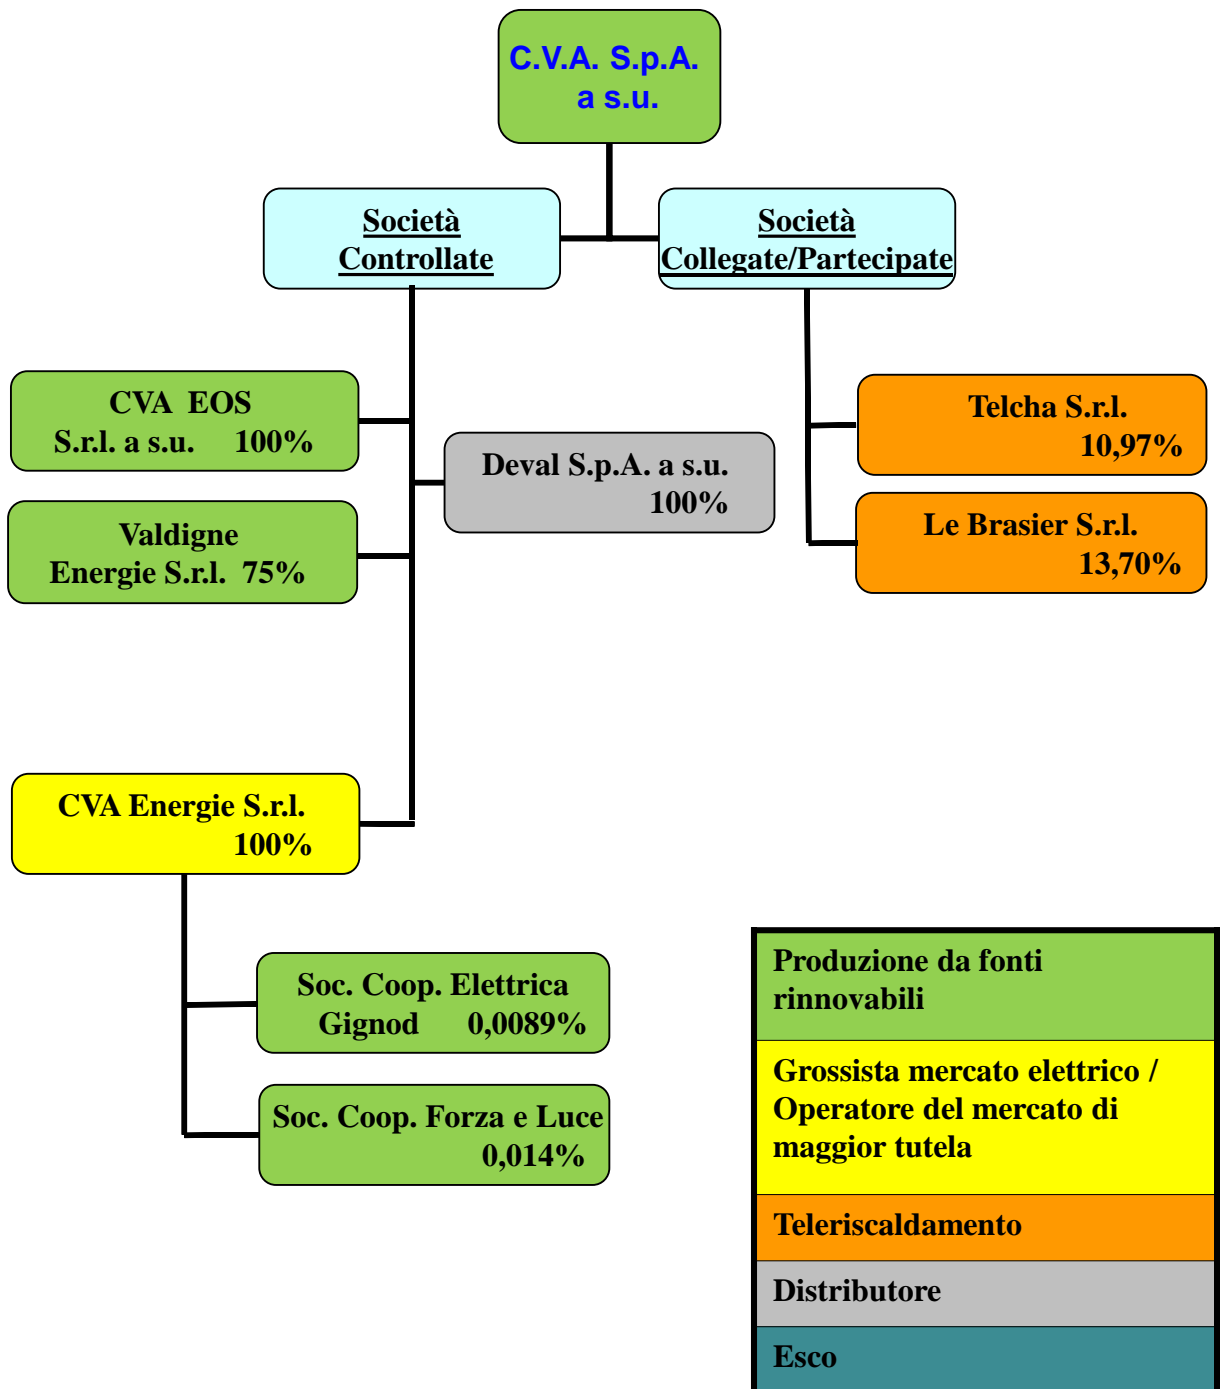 C.V.A. S.p.A.
a s.u.
Società
Controllate
Società
Collegate/Partecipate
CVA EOS
S.r.l. a s.u. 100%
Valdigne
Energie S.r.l. 75%
Deval S.p.A. a s.u.
100%
Telcha S.r.l.
10,97%
Le Brasier S.r.l.
13,70%
CVA Energie S.r.l.
100%
Soc. Coop. Elettrica
Gignod 0,0089%
Soc. Coop. Forza e Luce
0,014%
Produzione da fonti
rinnovabili
Grossista mercato elettrico /
Operatore del mercato di
maggior tutela
Teleriscaldamento
Distributore
Esco